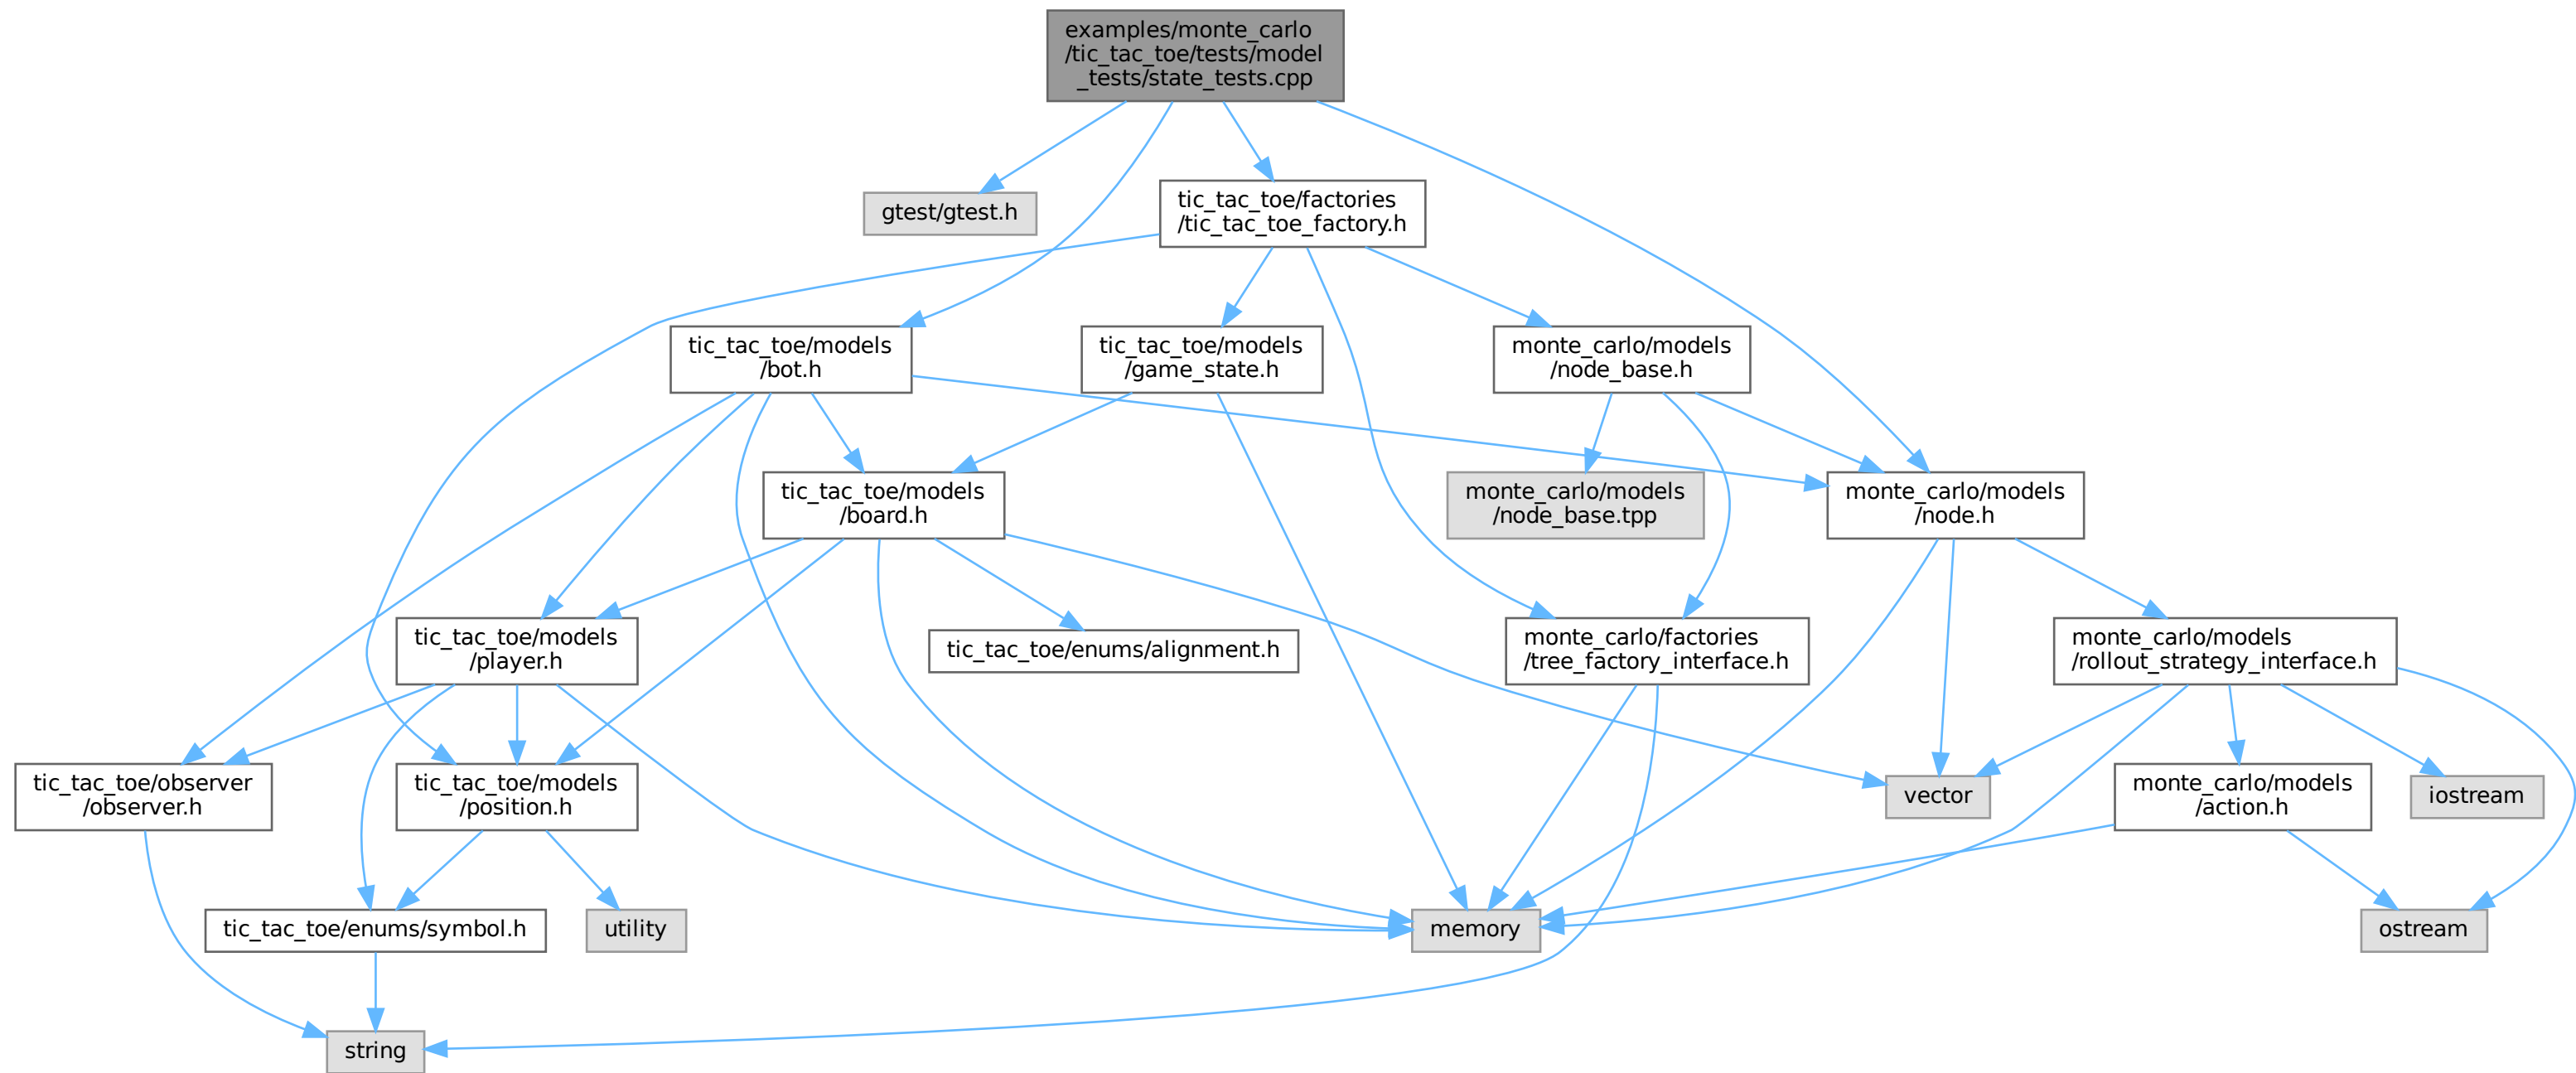 examples/monte_carlo
/tic_tac_toe/tests/model
_tests/state_tests.cpp
gtest/gtest.h
tic_tac_toe/factories
/tic_tac_toe_factory.h
tic_tac_toe/models
/bot.h
tic_tac_toe/models
/game_state.h
monte_carlo/models
/node_base.h
tic_tac_toe/models
/board.h
monte_carlo/models
/node_base.tpp
monte_carlo/models
/node.h
tic_tac_toe/models
/player.h
tic_tac_toe/enums/alignment.h
monte_carlo/factories
/tree_factory_interface.h
monte_carlo/models
/rollout_strategy_interface.h
tic_tac_toe/observer
/observer.h
tic_tac_toe/models
/position.h
vector
monte_carlo/models
/action.h
iostream
tic_tac_toe/enums/symbol.h
utility
memory
ostream
string